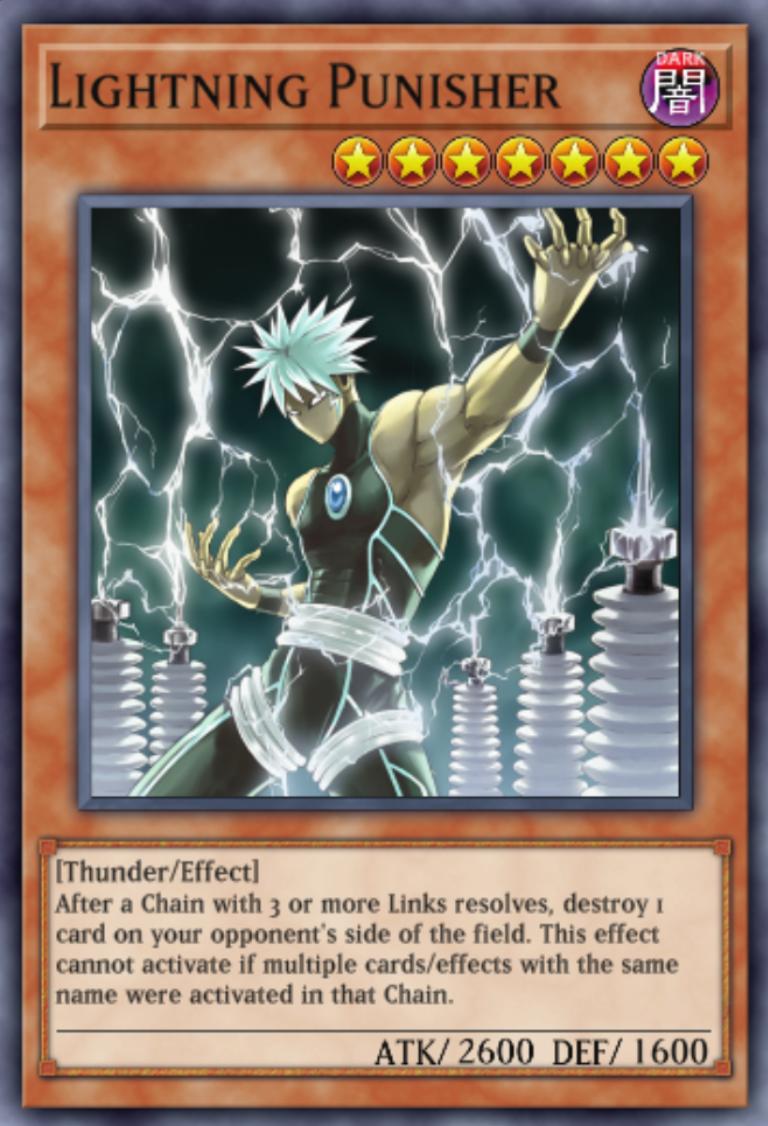 LIGHTNING PUNISHER
DARK
闇
[Thunder/Effect]
After a Chain with 3 or more Links resolves, destroy 1
card on your opponent's side of the field. This effect
cannot activate if multiple cards/effects with the same
name were activated in that Chain.
ATK/ 2600 DEF/ 1600